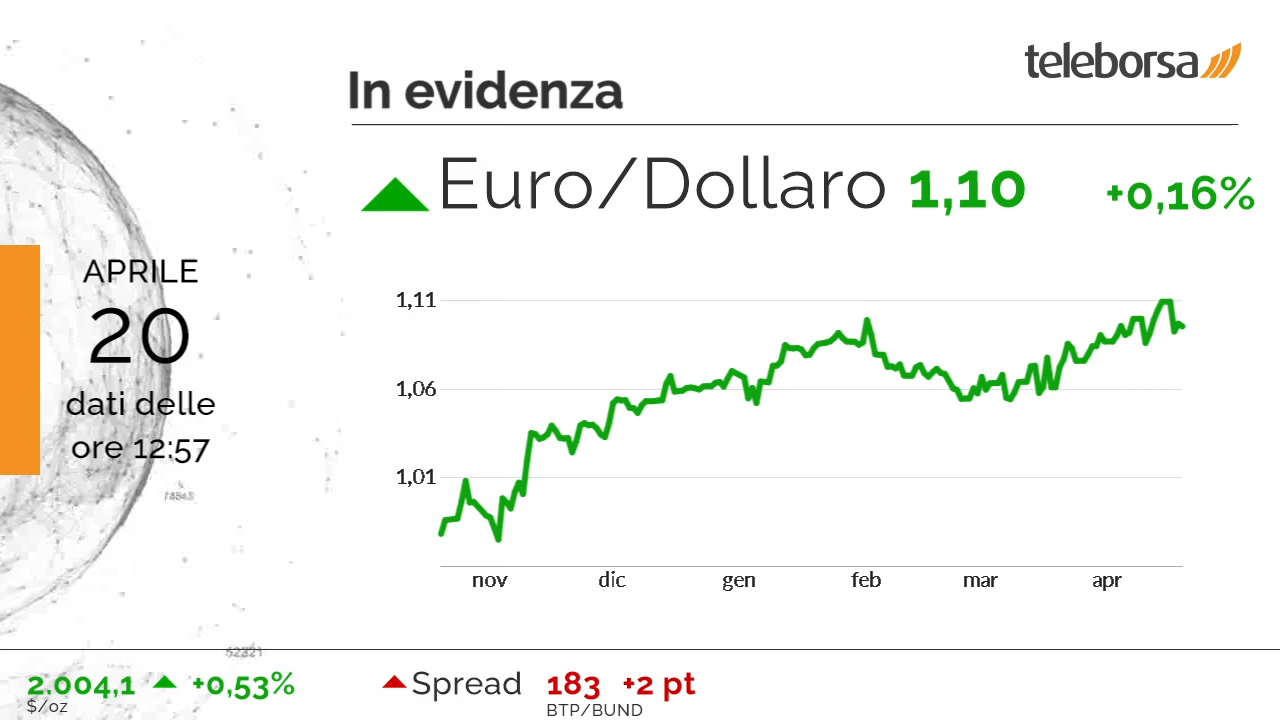 teleborsa
In evidenza
Euro/Dollaro 1,10 +0,16%
APRILE
20
dati delle
ore 12:57
1,11
1,06
1,01
nov dic gen feb mar apr
52321
2.004,1 +0,53%
$/oz
Spread 183 +2 pt
BTP/BUND